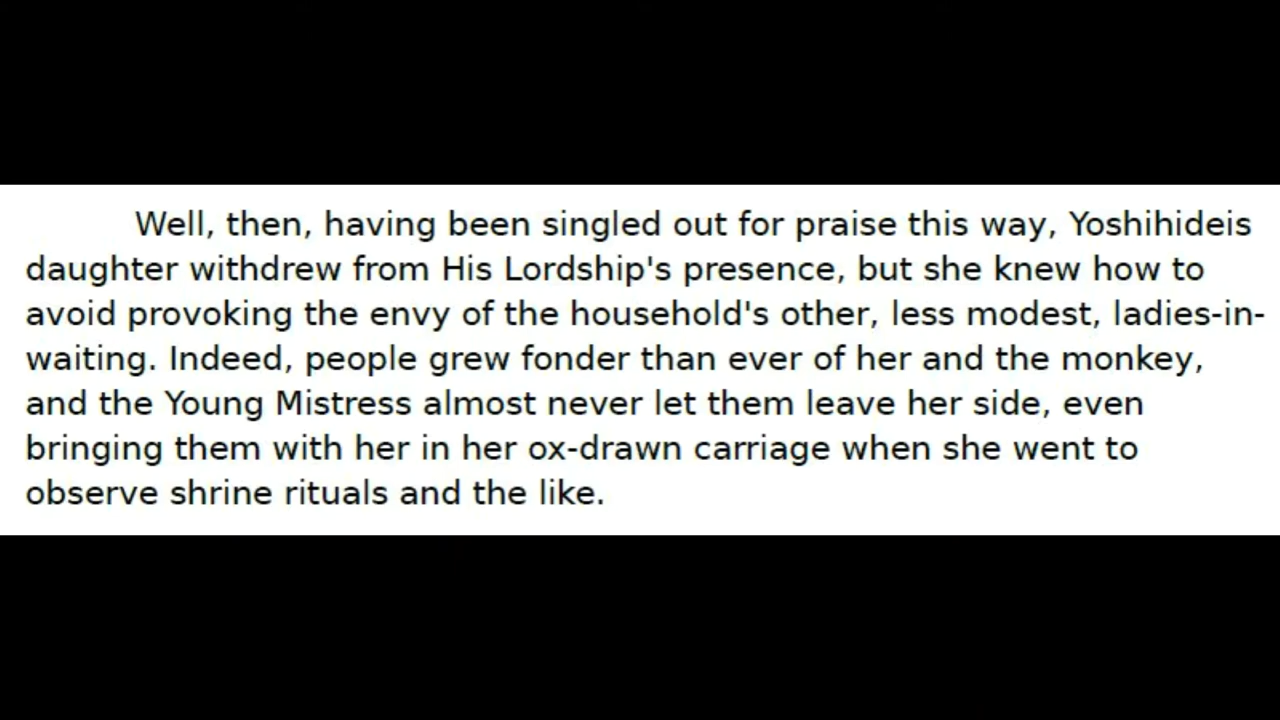 Well, then, having been singled out for praise this way, Yoshihideis
daughter withdrew from His Lordship's presence, but she knew how to
avoid provoking the envy of the household's other, less modest, ladies-in-
waiting. Indeed, people grew fonder than ever of her and the monkey,
and the Young Mistress almost never let them leave her side, even
bringing them with her in her ox-drawn carriage when she went to
observe shrine rituals and the like.